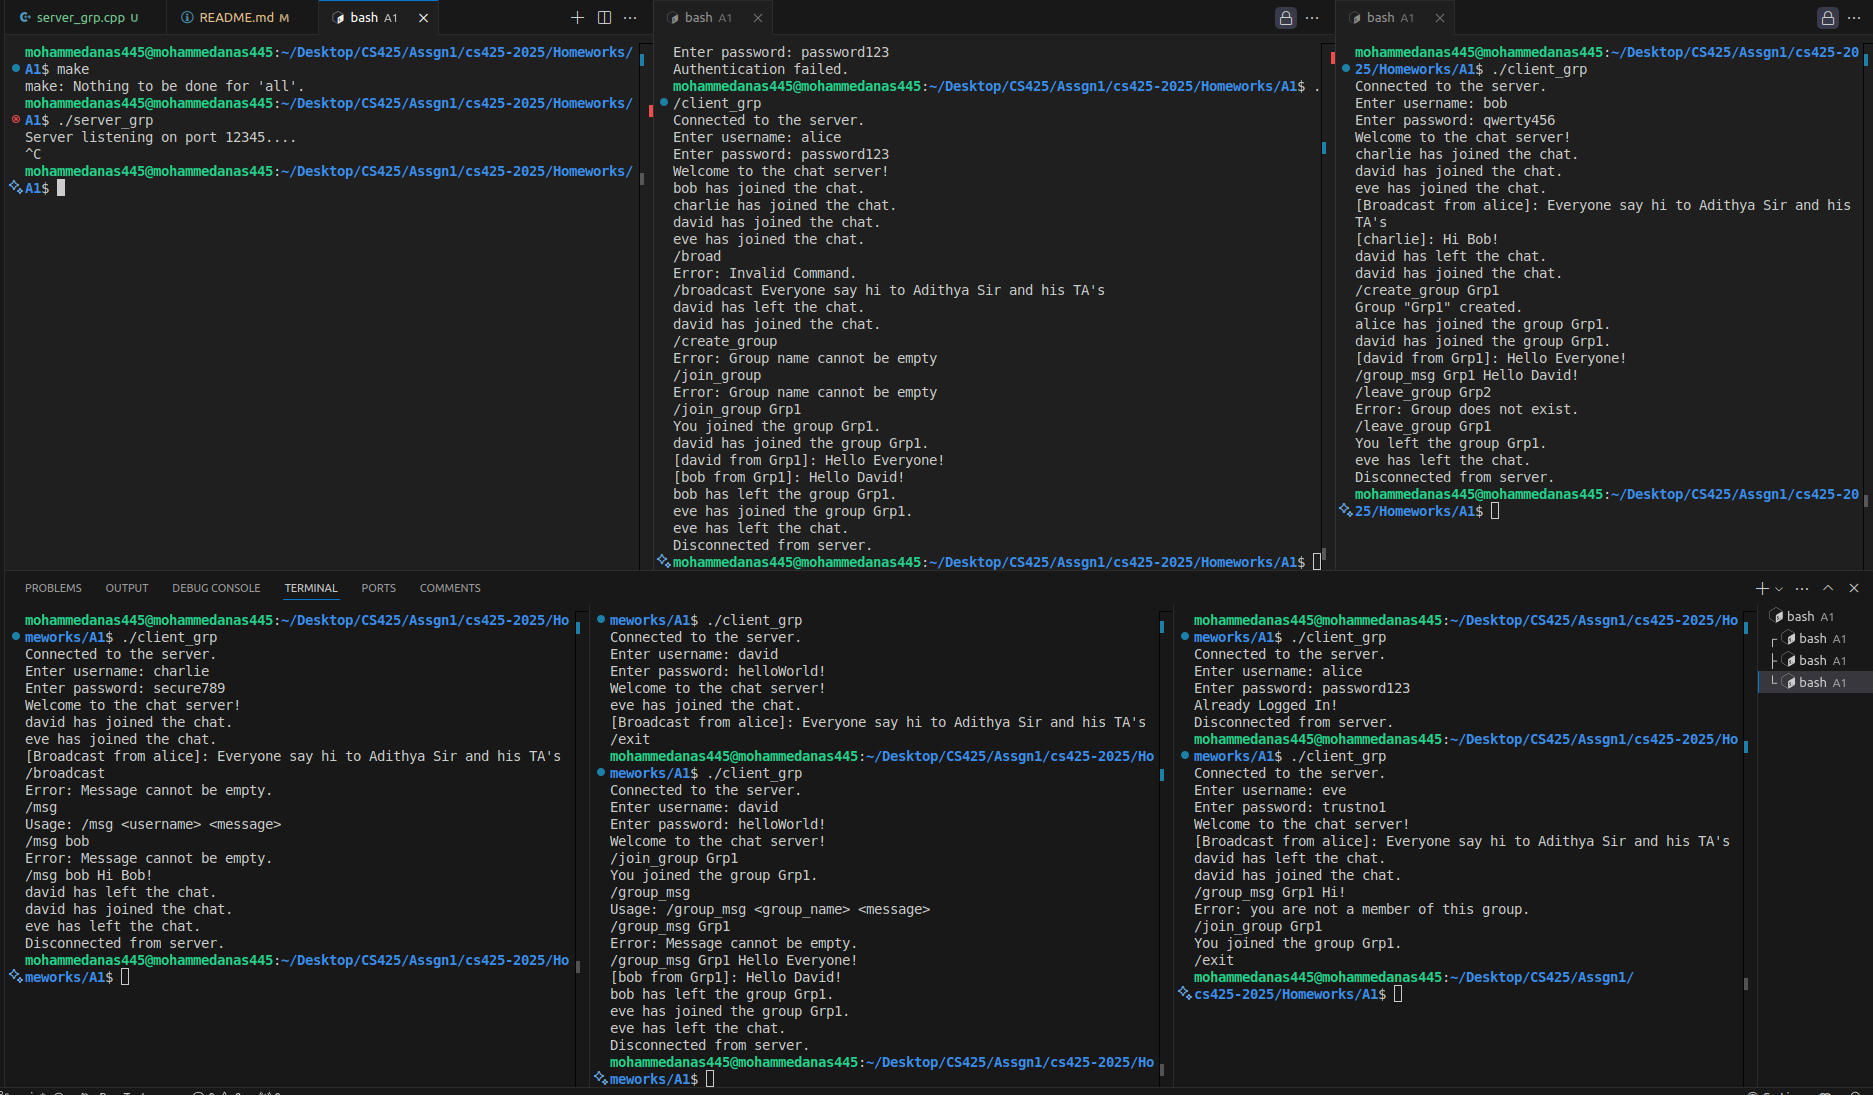 server_grp.cpp U
README.md M
bash A1
bash A1
bash A1
mohammedanas445@mohammedanas445:~/Desktop/CS425/Assgn1/cs425-2025/Homeworks/
A1$ make
make: Nothing to be done for 'all'.
mohammedanas445@mohammedanas445:~/Desktop/CS425/Assgn1/cs425-2025/Homeworks/
A1$ ./server_grp
Server listening on port 12345....
^C
mohammedanas445@mohammedanas445:~/Desktop/CS425/Assgn1/cs425-2025/Homeworks/
A1$
Enter password: password123
Authentication failed.
mohammedanas445@mohammedanas445:~/Desktop/CS425/Assgn1/cs425-2025/Homeworks/A1$ .
/client_grp
Connected to the server.
Enter username: alice
Enter password: password123
Welcome to the chat server!
bob has joined the chat.
charlie has joined the chat.
david has joined the chat.
eve has joined the chat.
/broad
Error: Invalid Command.
/broadcast Everyone say hi to Adithya Sir and his TA's
david has left the chat.
david has joined the chat.
/create_group
Error: Group name cannot be empty
/join_group
Error: Group name cannot be empty
/join_group Grp1
You joined the group Grp1.
david has joined the group Grp1.
[david from Grp1]: Hello Everyone!
[bob from Grp1]: Hello David!
bob has left the group Grp1.
eve has joined the group Grp1.
eve has left the chat.
Disconnected from server.
mohammedanas445@mohammedanas445:~/Desktop/CS425/Assgn1/cs425-2025/Homeworks/A1$
mohammedanas445@mohammedanas445:~/Desktop/CS425/Assgn1/cs425-20
25/Homeworks/A1$ ./client_grp
Connected to the server.
Enter username: bob
Enter password: qwerty456
Welcome to the chat server!
charlie has joined the chat.
david has joined the chat.
eve has joined the chat.
[Broadcast from alice]: Everyone say hi to Adithya Sir and his
TA's
[charlie]: Hi Bob!
david has left the chat.
david has joined the chat.
/create_group Grp1
Group "Grp1" created.
alice has joined the group Grp1.
david has joined the group Grp1.
[david from Grp1]: Hello Everyone!
/group_msg Grp1 Hello David!
/leave_group Grp2
Error: Group does not exist.
/leave_group Grp1
You left the group Grp1.
eve has left the chat.
Disconnected from server.
mohammedanas445@mohammedanas445:~/Desktop/CS425/Assgn1/cs425-20
25/Homeworks/A1$
PROBLEMS OUTPUT DEBUG CONSOLE TERMINAL PORTS COMMENTS
mohammedanas445@mohammedanas445:~/Desktop/CS425/Assgn1/cs425-2025/Ho
meworks/A1$ ./client_grp
Connected to the server.
Enter username: charlie
Enter password: secure789
Welcome to the chat server!
david has joined the chat.
eve has joined the chat.
[Broadcast from alice]: Everyone say hi to Adithya Sir and his TA's
/broadcast
Error: Message cannot be empty.
/msg
Usage: /msg <username> <message>
/msg bob
Error: Message cannot be empty.
/msg bob Hi Bob!
david has left the chat.
david has joined the chat.
eve has left the chat.
Disconnected from server.
mohammedanas445@mohammedanas445:~/Desktop/CS425/Assgn1/cs425-2025/Ho
meworks/A1$
meworks/A1$ ./client_grp
Connected to the server.
Enter username: david
Enter password: helloWorld!
Welcome to the chat server!
eve has joined the chat.
[Broadcast from alice]: Everyone say hi to Adithya Sir and his TA's
/exit
mohammedanas445@mohammedanas445:~/Desktop/CS425/Assgn1/cs425-2025/Ho
meworks/A1$ ./client_grp
Connected to the server.
Enter username: david
Enter password: helloWorld!
Welcome to the chat server!
/join_group Grp1
You joined the group Grp1.
/group_msg
Usage: /group_msg <group_name> <message>
/group_msg Grp1
Error: Message cannot be empty.
/group_msg Grp1 Hello Everyone!
[bob from Grp1]: Hello David!
bob has left the group Grp1.
eve has joined the group Grp1.
eve has left the chat.
Disconnected from server.
mohammedanas445@mohammedanas445:~/Desktop/CS425/Assgn1/cs425-2025/Ho
meworks/A1$
mohammedanas445@mohammedanas445:~/Desktop/CS425/Assgn1/cs425-2025/Ho
meworks/A1$ ./client_grp
Connected to the server.
Enter username: alice
Enter password: password123
Already Logged In!
Disconnected from server.
mohammedanas445@mohammedanas445:~/Desktop/CS425/Assgn1/cs425-2025/Ho
meworks/A1$ ./client_grp
Connected to the server.
Enter username: eve
Enter password: trustno1
Welcome to the chat server!
[Broadcast from alice]: Everyone say hi to Adithya Sir and his TA's
david has left the chat.
david has joined the chat.
/group_msg Grp1 Hi!
Error: you are not a member of this group.
/join_group Grp1
You joined the group Grp1.
/exit
mohammedanas445@mohammedanas445:~/Desktop/CS425/Assgn1/
cs425-2025/Homeworks/A1$
bash A1
bash A1
bash A1
bash A1